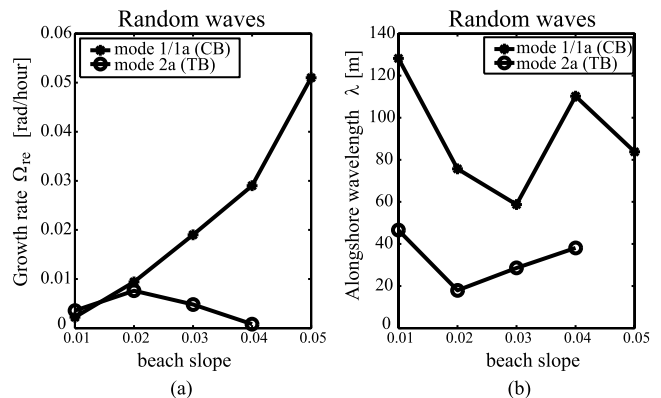 Random waves
mode 1/1a (CB)
mode 2a (TB)
Growth rate Ωre [rad/hour]
0.06
0.05
0.04
0.03
0.02
0.01
0
0.01 0.02 0.03 0.04 0.05
beach slope
(a)
Random waves
mode 1/1a (CB)
mode 2a (TB)
Alongshore wavelength λ [m]
140
120
100
80
60
40
20
0
0.01 0.02 0.03 0.04 0.05
beach slope
(b)